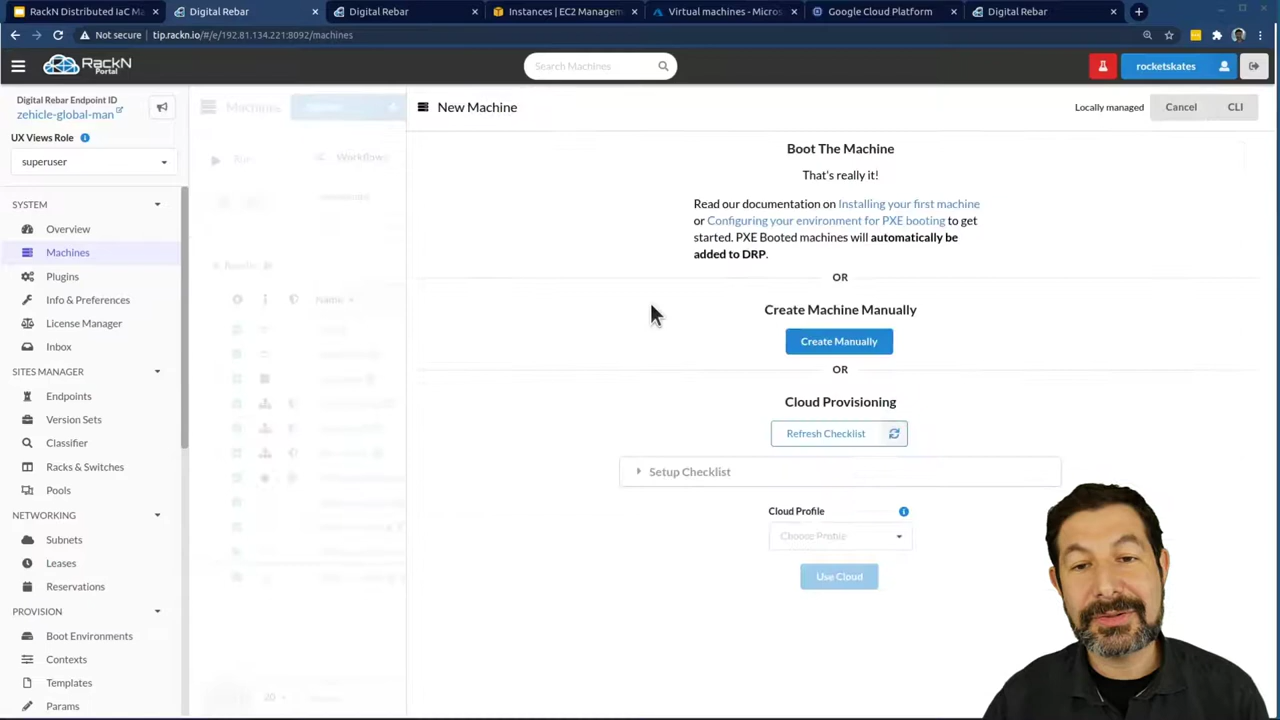 RackN Distributed IaC Ma
Digital Rebar
Digital Rebar
Instances | EC2 Managem
Virtual machines - Micros
Google Cloud Platform
Digital Rebar
Not secure
tip.rackn.io/#/e/192.81.134.221:8092/machines
RackN
Portal
Search Machines
rocketskates
Digital Rebar Endpoint ID
zehicle-global-man
UX Views Role
superuser
SYSTEM
Overview
Machines
Plugins
Info & Preferences
License Manager
Inbox
SITES MANAGER
Endpoints
Version Sets
Classifier
Racks & Switches
Pools
NETWORKING
Subnets
Leases
Reservations
PROVISION
Boot Environments
Contexts
Templates
Params
Machines
Run
Workflow
Name
20
New Machine
Locally managed
Cancel
CLI
Boot The Machine
That's really it!
Read our documentation on Installing your first machine
or Configuring your environment for PXE booting to get
started. PXE Booted machines will automatically be
added to DRP.
OR
Create Machine Manually
Create Manually
OR
Cloud Provisioning
Refresh Checklist
Setup Checklist
Cloud Profile
Choose Profile
Use Cloud